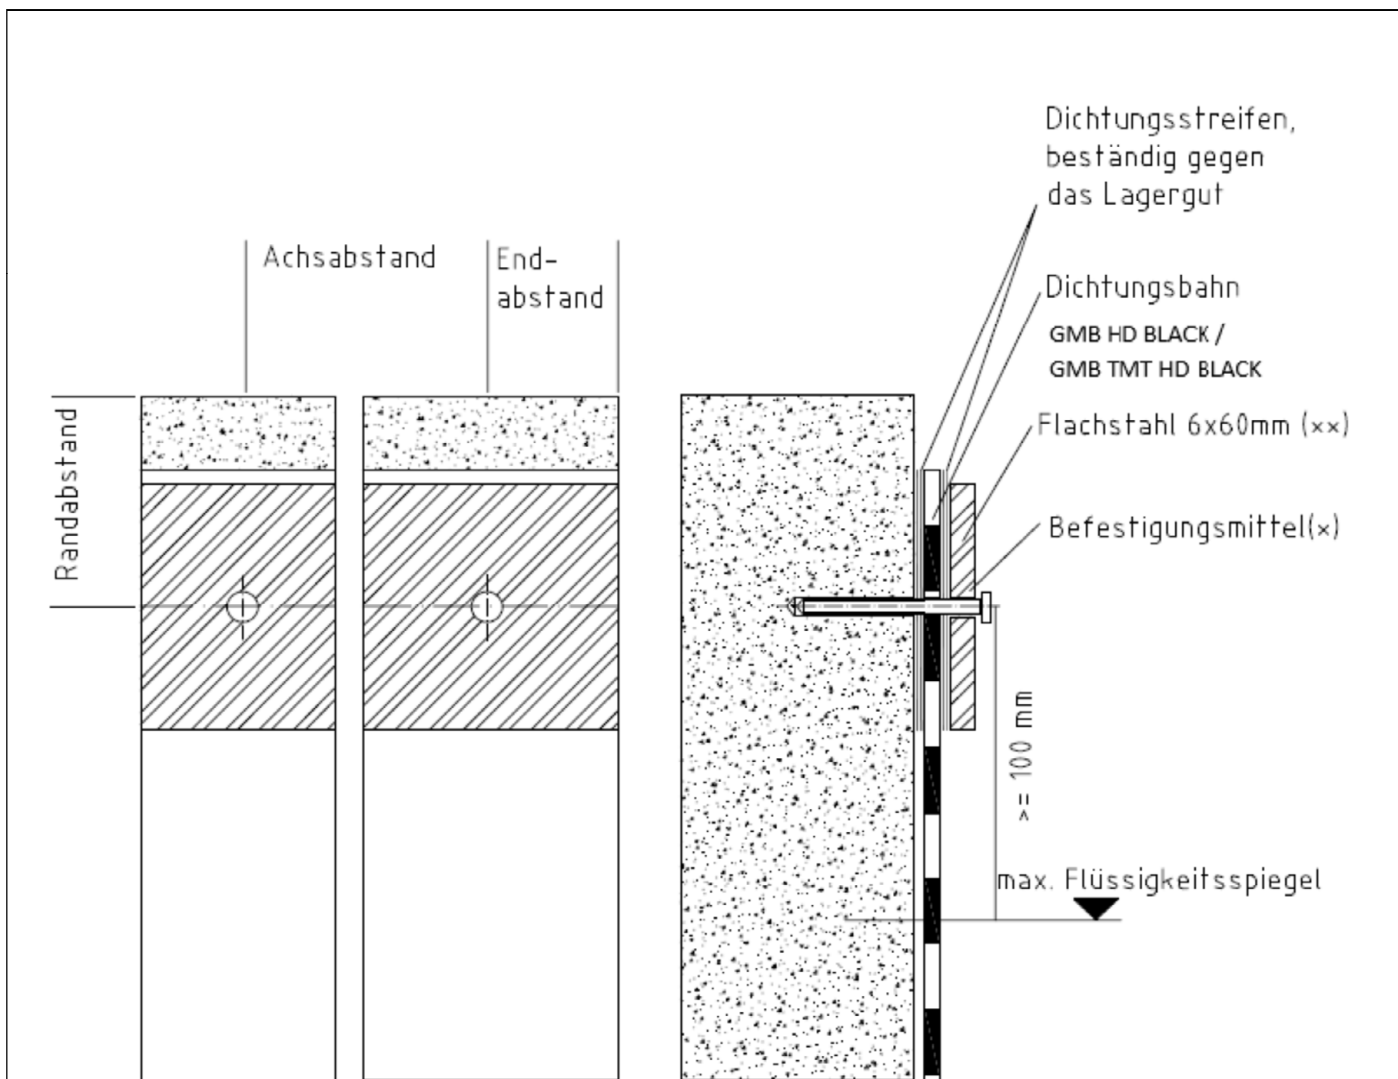 Dichtungsstreifen,
beständig gegen
das Lagergut
Achsabstand
End-
abstand
Dichtungsbahn
GMB HD BLACK /
GMB TMT HD BLACK
Randabstand
Flachstahl 6x60mm (××)
Befestigungsmittel(×)
>= 100 mm
max. Flüssigkeitsspiegel